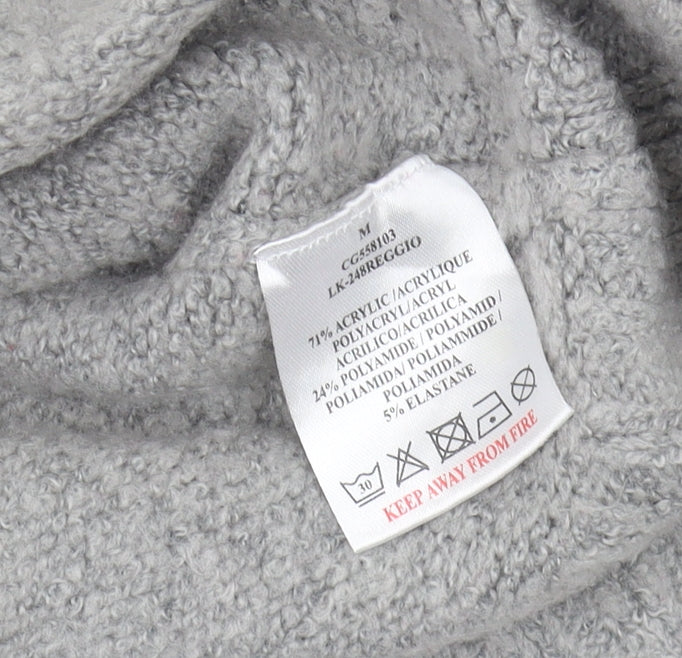 M
CG558103
LK-248REGGIO
71% ACRYLIC /ACRYLIQUE
POLYACRYL/ACRYL
ACRILICO/ACRILICA
24% POLYAMIDE / POLYAMID /
POLIAMIDA/ POLIAMMIDE /
POLIAMIDA
5% ELASTANE
30
KEEP AWAY FROM FIRE